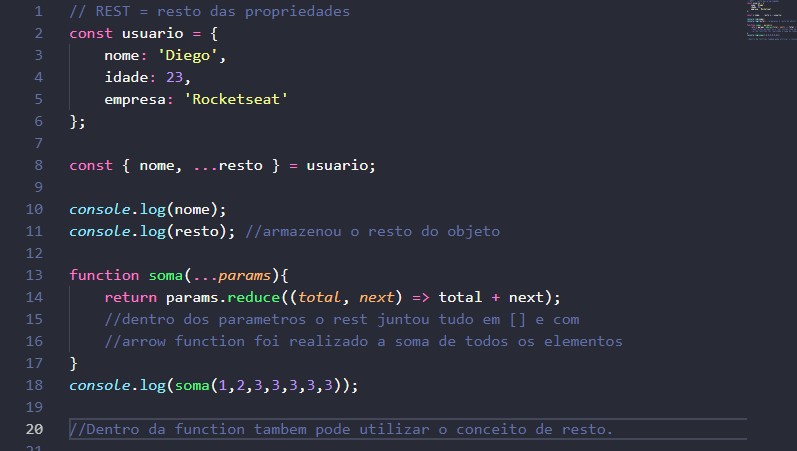 1 // REST = resto das propriedades
2 const usuario = {
3     nome: 'Diego',
4     idade: 23,
5     empresa: 'Rocketseat'
6 };
7
8 const { nome, ...resto } = usuario;
9
10 console.log(nome);
11 console.log(resto); //armazenou o resto do objeto
12
13 function soma(...params){
14     return params.reduce((total, next) => total + next);
15     //dentro dos parametros o rest juntou tudo em [] e com
16     //arrow function foi realizado a soma de todos os elementos
17 }
18 console.log(soma(1,2,3,3,3,3,3));
19
20 //Dentro da function tambem pode utilizar o conceito de resto.
21